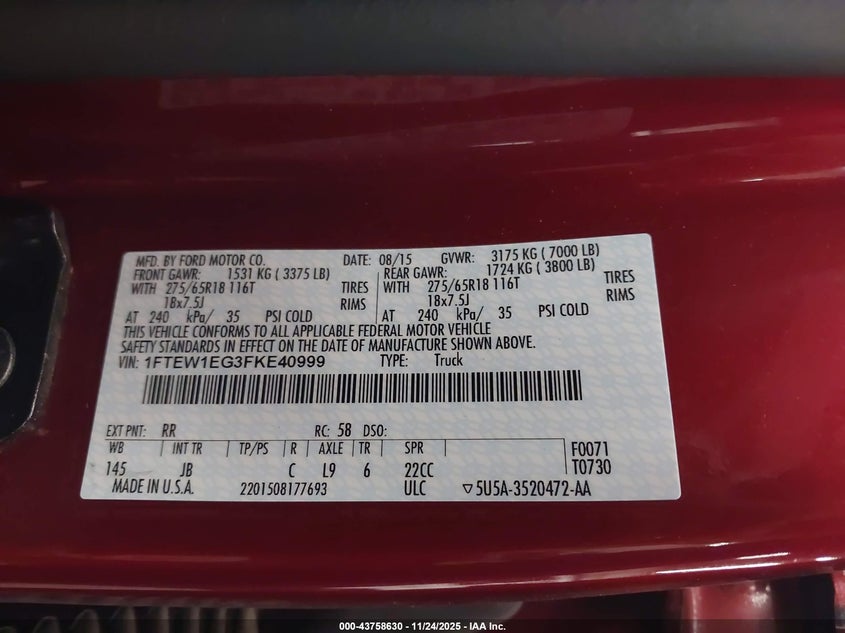 MFD. BY FORD MOTOR CO. DATE: 08/15 GVWR: 3175 KG ( 7000 LB)
FRONT GAWR: 1531 KG ( 3375 LB) REAR GAWR: 1724 KG ( 3800 LB)
WITH 275/65R18 116T TIRES WITH 275/65R18 116T TIRES
18x7.5J RIMS 18x7.5J RIMS
AT 240 kPa/ 35 PSI COLD AT 240 kPa/ 35 PSI COLD
THIS VEHICLE CONFORMS TO ALL APPLICABLE FEDERAL MOTOR VEHICLE
SAFETY STANDARDS IN EFFECT ON THE DATE OF MANUFACTURE SHOWN ABOVE.
VIN: 1FTEW1EG3FKE40999 TYPE: Truck
EXT PNT: RR RC: 58 DSO:
WB INT TR TP/PS R AXLE TR SPR F0071
145 JB C L9 6 22CC T0730
MADE IN U.S.A. 2201508177693 ULC ▽5U5A-3520472-AA
000-43758630 - 11/24/2025 - IAA Inc.